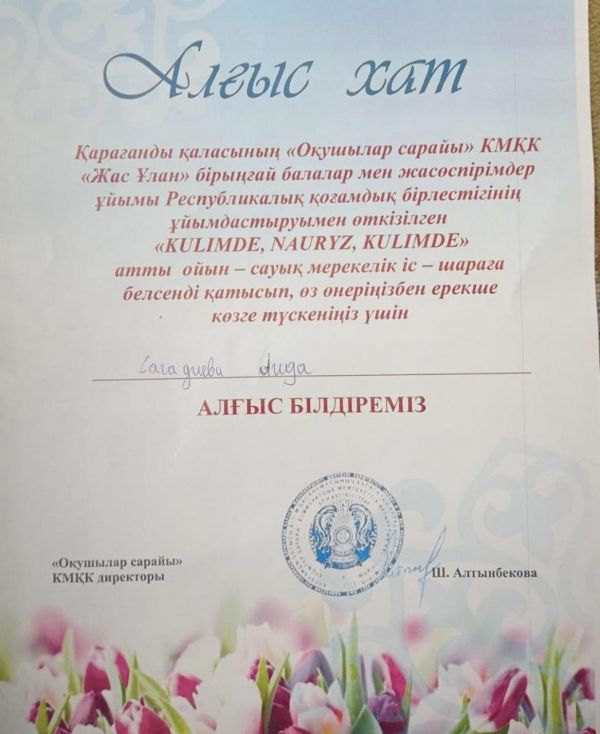 Алғыс хат
Қарағанды қаласының «Оқушылар сарайы» КМҚК
«Жас Ұлан» бірыңғай балалар мен жасөспірімдер
ұйымы Республикалық қоғамдық бірлестігінің
ұйымдастыруымен өткізілген
«KULIMDE, NAURYZ, KULIMDE»
атты ойын – сауық мерекелік іс – шараға
белсенді қатысып, өз өнеріңізбен ерекше
көзге түскеніңіз үшін
Сагадиева Аида
АЛҒЫС БІЛДІРЕМІЗ
«Оқушылар сарайы»
КМҚК директоры
Ш. Алтынбекова